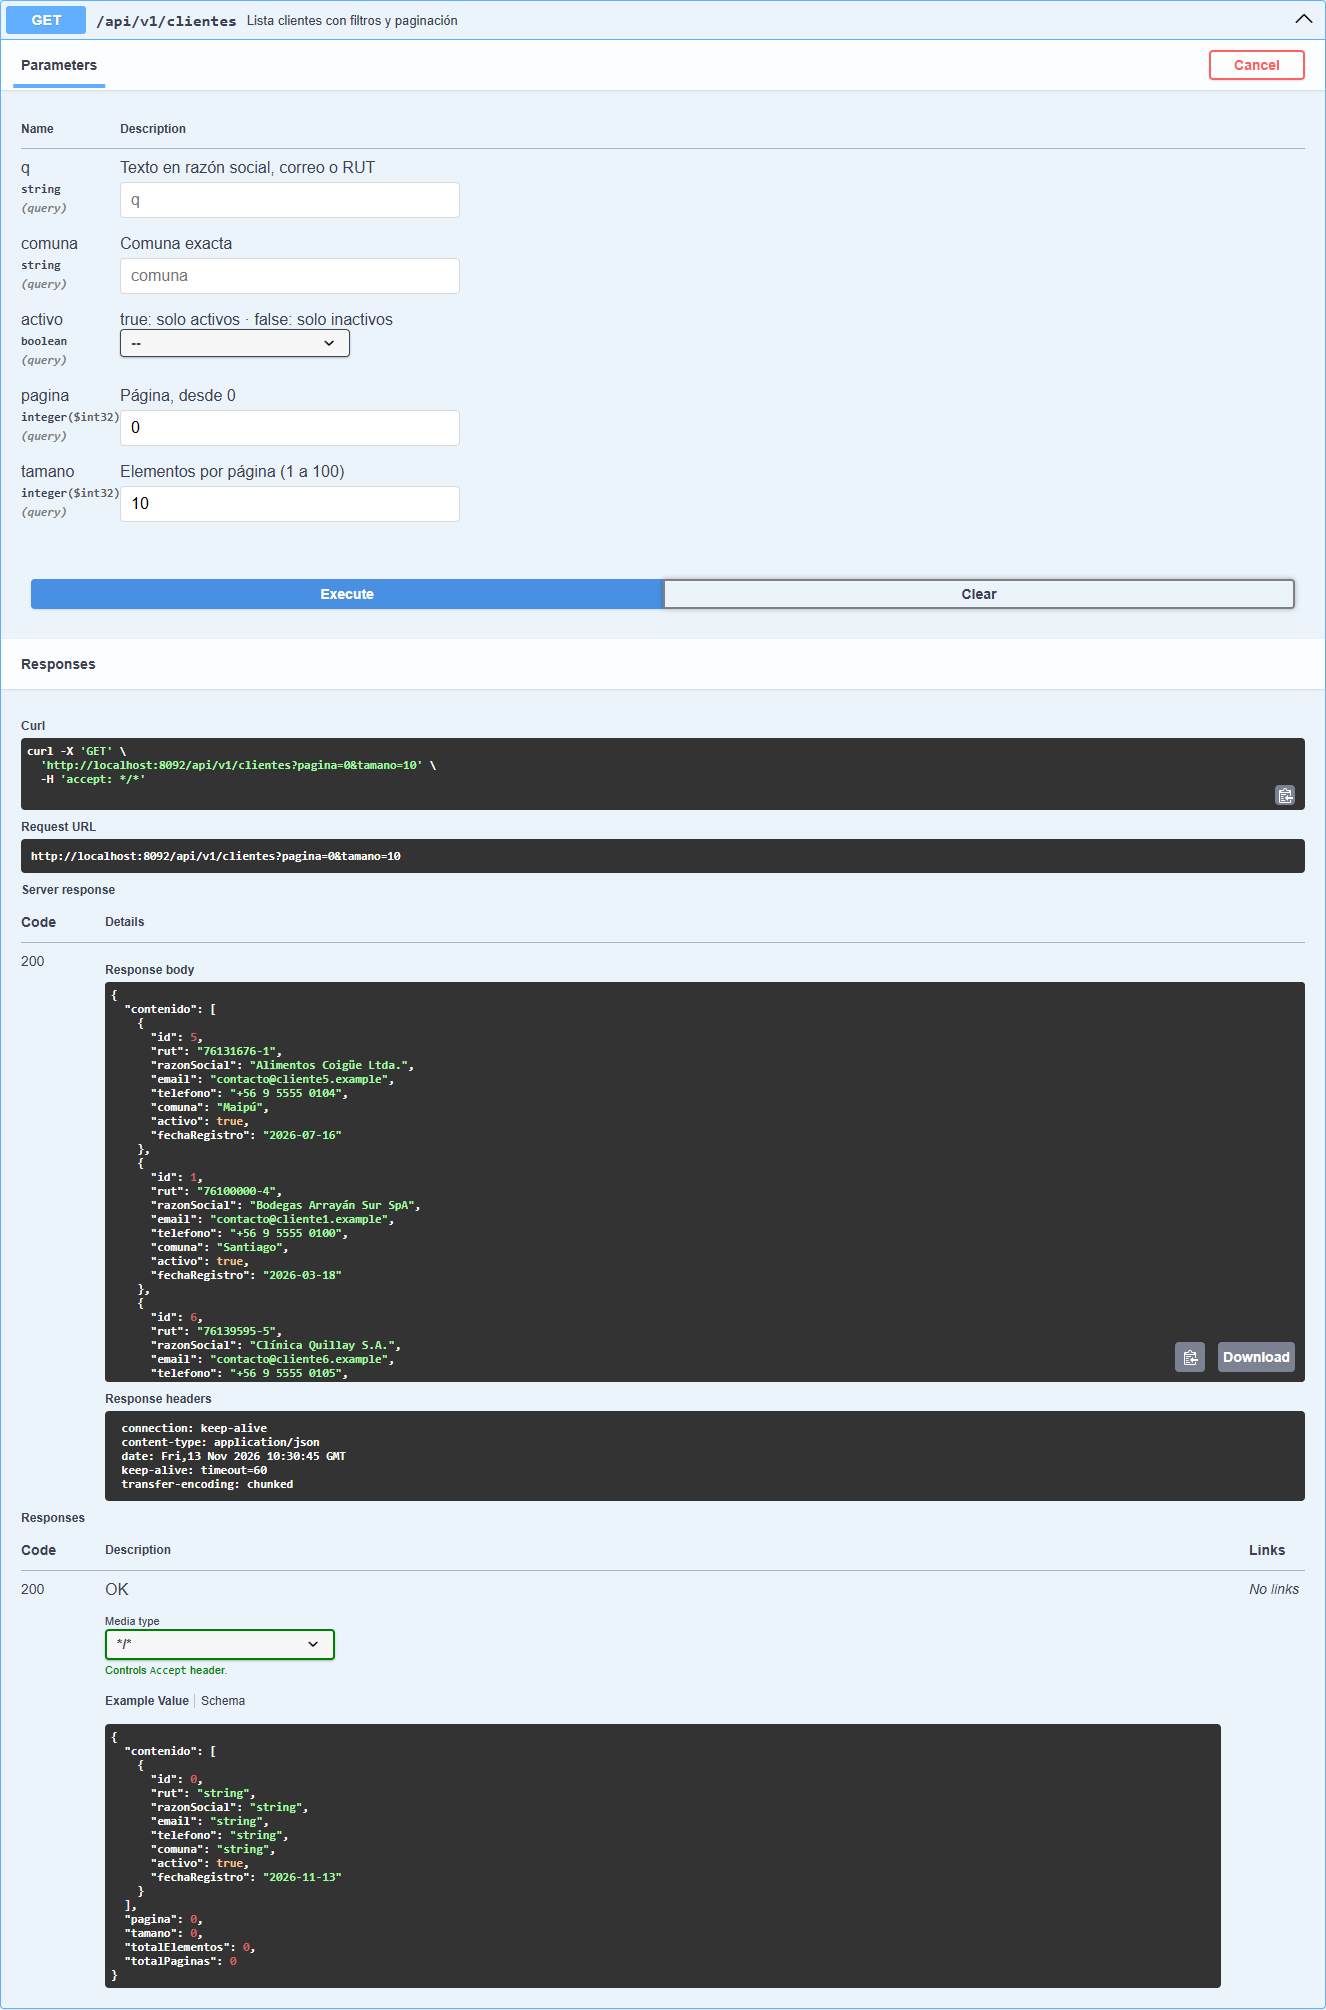 GET /api/v1/clientes Lista clientes con filtros y paginación
Parameters
Cancel
Name Description
q Texto en razón social, correo o RUT
string
(query)
q
comuna Comuna exacta
string
(query)
comuna
activo true: solo activos · false: solo inactivos
boolean
(query)
--
pagina Página, desde 0
integer($int32)
(query)
0
tamano Elementos por página (1 a 100)
integer($int32)
(query)
10
Execute Clear
Responses
Curl
curl -X 'GET' \
'http://localhost:8092/api/v1/clientes?pagina=0&tamano=10' \
-H 'accept: */*'
Request URL
http://localhost:8092/api/v1/clientes?pagina=0&tamano=10
Server response
Code Details
200
Response body
{
"contenido": [
{
"id": 5,
"rut": "76131676-1",
"razonSocial": "Alimentos Coigüe Ltda.",
"email": "contacto@cliente5.example",
"telefono": "+56 9 5555 0104",
"comuna": "Maipú",
"activo": true,
"fechaRegistro": "2026-07-16"
},
{
"id": 1,
"rut": "76100000-4",
"razonSocial": "Bodegas Arrayán Sur SpA",
"email": "contacto@cliente1.example",
"telefono": "+56 9 5555 0100",
"comuna": "Santiago",
"activo": true,
"fechaRegistro": "2026-03-18"
},
{
"id": 6,
"rut": "76139595-5",
"razonSocial": "Clínica Quillay S.A.",
"email": "contacto@cliente6.example",
"telefono": "+56 9 5555 0105",
Download
Response headers
connection: keep-alive
content-type: application/json
date: Fri,13 Nov 2026 10:30:45 GMT
keep-alive: timeout=60
transfer-encoding: chunked
Responses
Code Description Links
200 OK No links
Media type
*/*
Controls Accept header.
Example Value Schema
{
"contenido": [
{
"id": 0,
"rut": "string",
"razonSocial": "string",
"email": "string",
"telefono": "string",
"comuna": "string",
"activo": true,
"fechaRegistro": "2026-11-13"
}
],
"pagina": 0,
"tamano": 0,
"totalElementos": 0,
"totalPaginas": 0
}